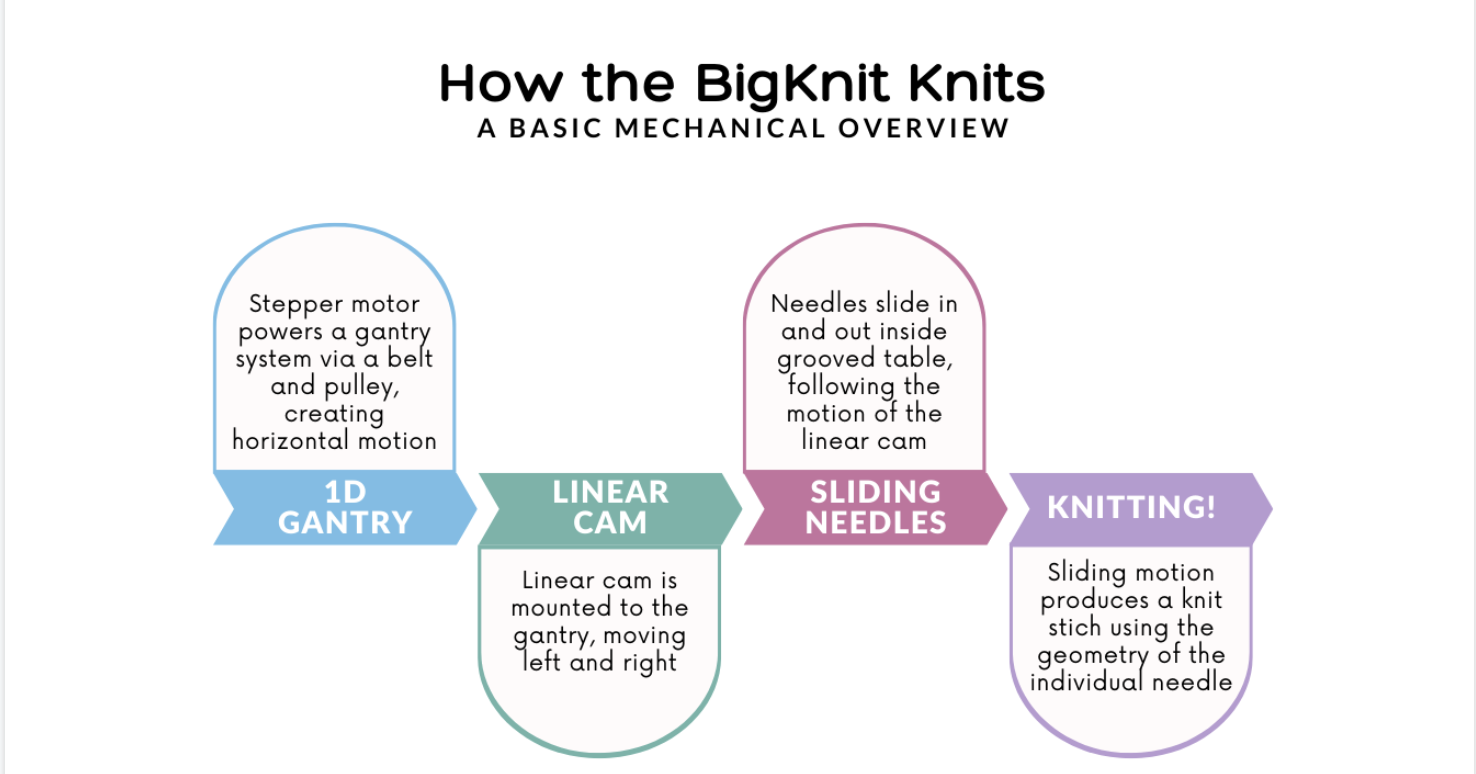 How the BigKnit Knits
A BASIC MECHANICAL OVERVIEW
Stepper motor
powers a gantry
system via a belt
and pulley,
creating
horizontal motion
1D
GANTRY
LINEAR
CAM
Linear cam is
mounted to the
gantry, moving
left and right
Needles slide in
and out inside
grooved table,
following the
motion of the
linear cam
SLIDING
NEEDLES
KNITTING!
Sliding motion
produces a knit
stich using the
geometry of the
individual needle